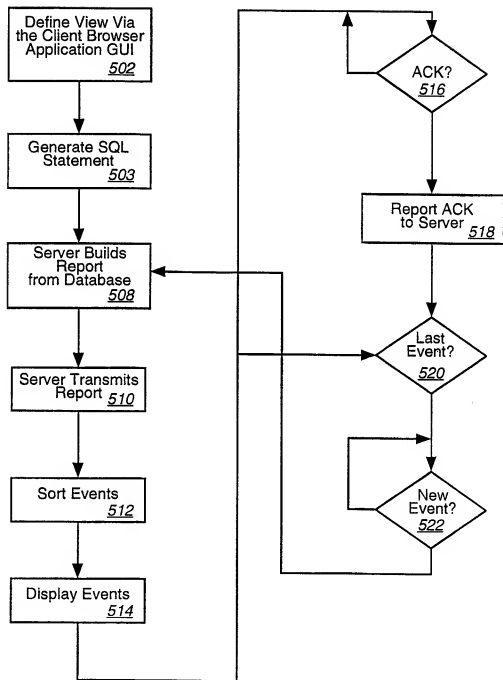 Define View Via
the Client Browser
Application GUI
502
Generate SQL
Statement
503
Server Builds
Report
from Database
508
Server Transmits
Report
510
Sort Events
512
Display Events
514
ACK?
516
Report ACK
to Server
518
Last
Event?
520
New
Event?
522